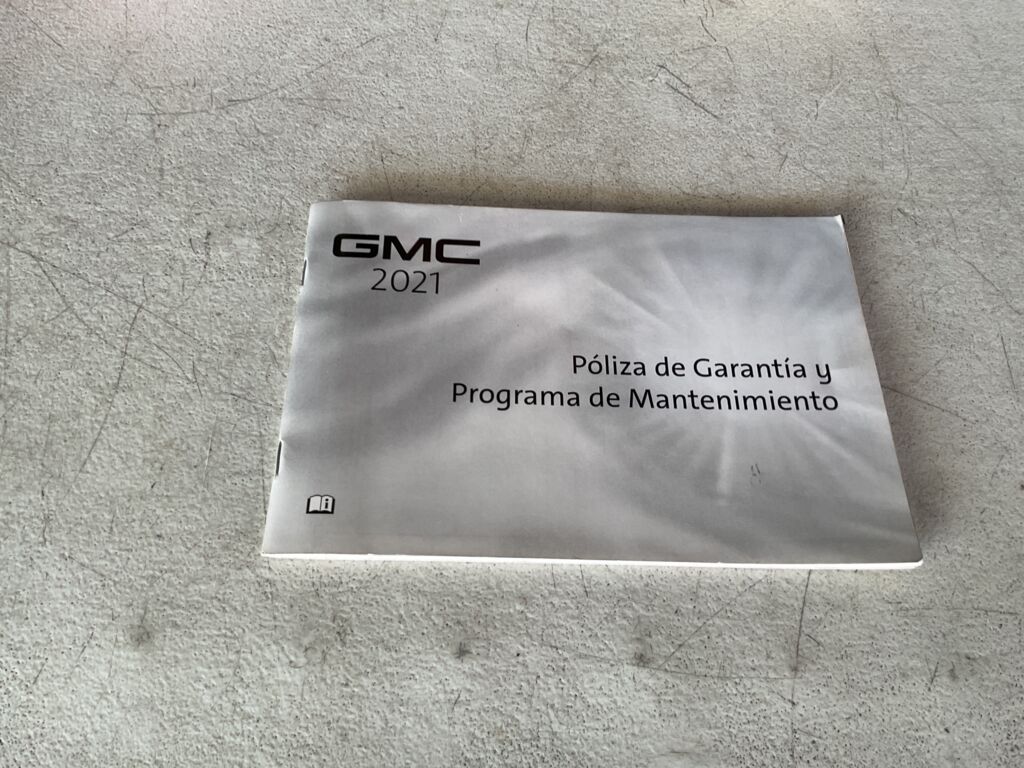 GMC
2021
Póliza de Garantía y
Programa de Mantenimiento